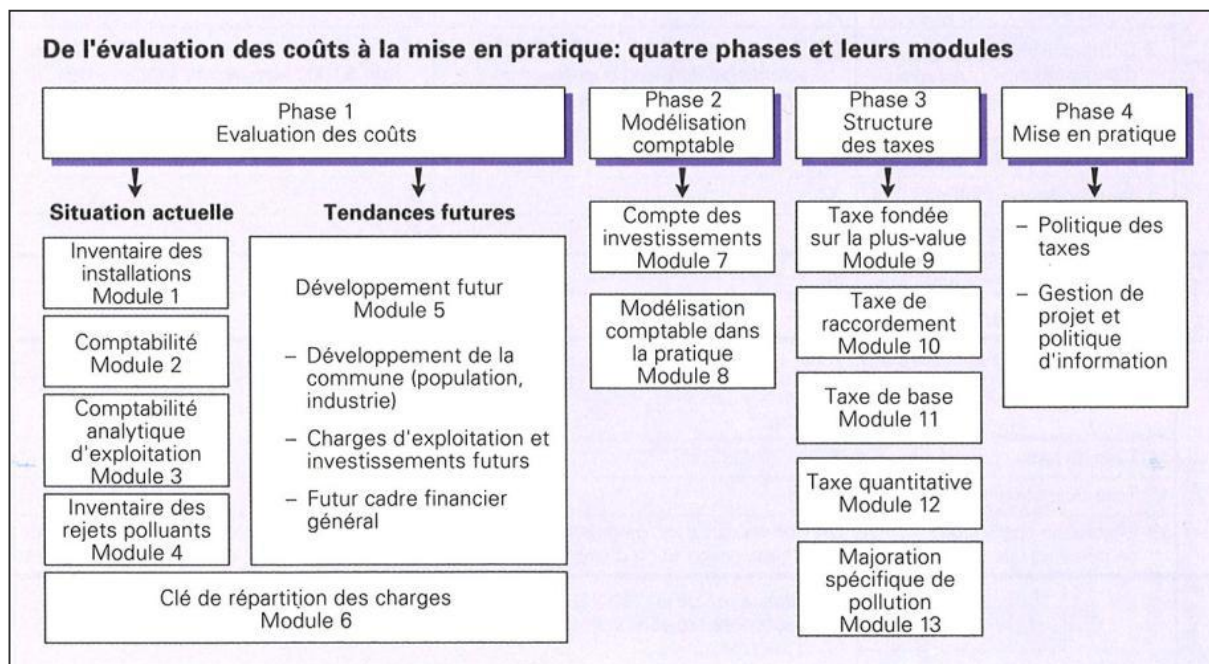 De l'évaluation des coûts à la mise en pratique: quatre phases et leurs modules
Phase 1
Evaluation des coûts
Phase 2
Modélisation
comptable
Phase 3
Structure
des taxes
Phase 4
Mise en pratique
Situation actuelle
Inventaire des
installations
Module 1
Comptabilité
Module 2
Comptabilité
analytique
d'exploitation
Module 3
Inventaire des
rejets polluants
Module 4
Tendances futures
Développement futur
Module 5
– Développement de la
commune (population,
industrie)
– Charges d'exploitation et
investissements futurs
– Futur cadre financier
général
Clé de répartition des charges
Module 6
Compte des
investissements
Module 7
Modélisation
comptable dans
la pratique
Module 8
Taxe fondée
sur la plus-value
Module 9
Taxe de
raccordement
Module 10
Taxe de base
Module 11
Taxe quantitative
Module 12
Majoration
spécifique de
pollution
Module 13
– Politique des
taxes
– Gestion de
projet et
politique
d'information